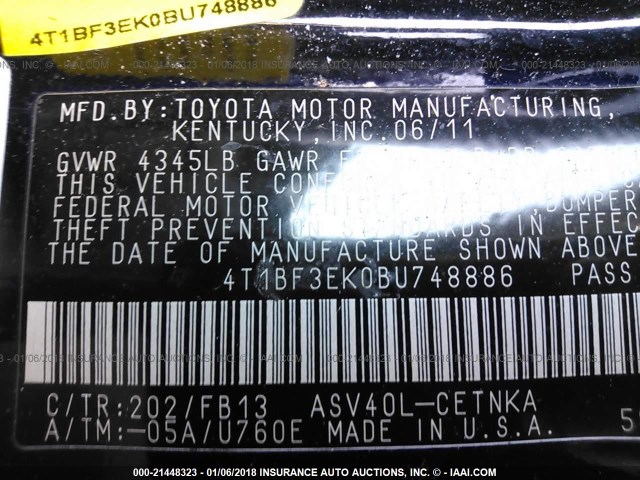 4T1BF3EK0BU748886
MFD.BY:TOYOTA MOTOR MANUFACTURING,
KENTUCKY,INC.06/11
GVWR 4345LB GAWR
THIS VEHICLE
FEDERAL MOTOR BUMPER
THEFT PREVENTION STANDARDS IN EFFEC
THE DATE OF MANUFACTURE SHOWN ABOVE
4T1BF3EK0BU748886 PASS
C/TR:202/FB13 ASV40L-CETNKA
A/TM:-05A/U760E MADE IN U.S.A. 5
000-21448323 - 01/06/2018 INSURANCE AUTO AUCTIONS, INC. - © IAAI.COM